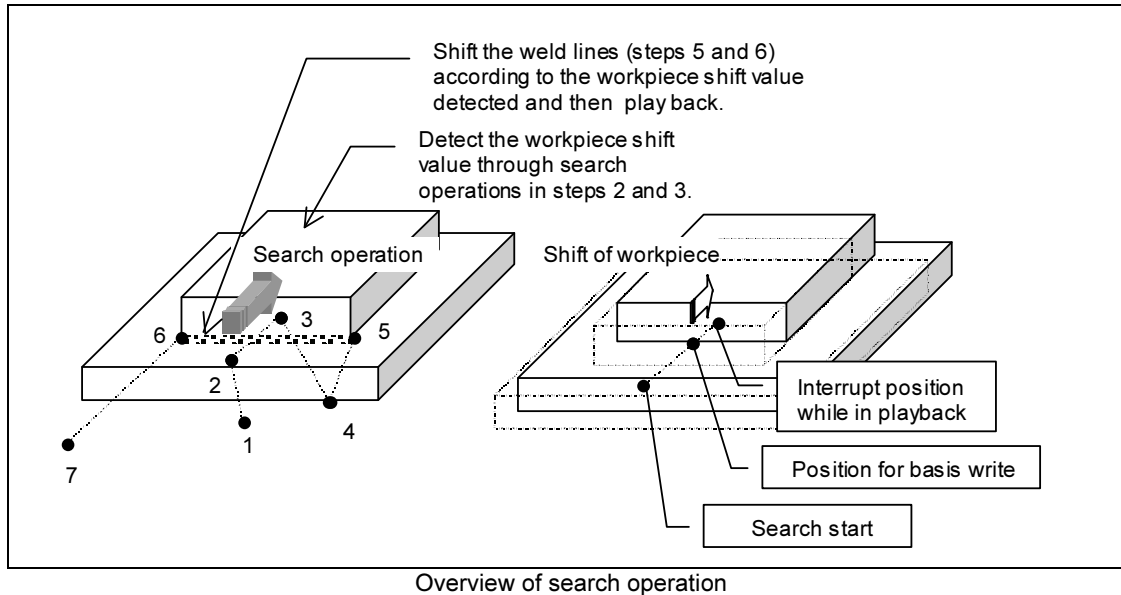 Shift the weld lines (steps 5 and 6)
according to the workpiece shift value
detected and then play back.
Detect the workpiece shift
value through search
operations in steps 2 and 3.
Search operation
Shift of workpiece
3
6
5
2
1
4
7
Interrupt position
while in playback
Position for basis write
Search start
Overview of search operation